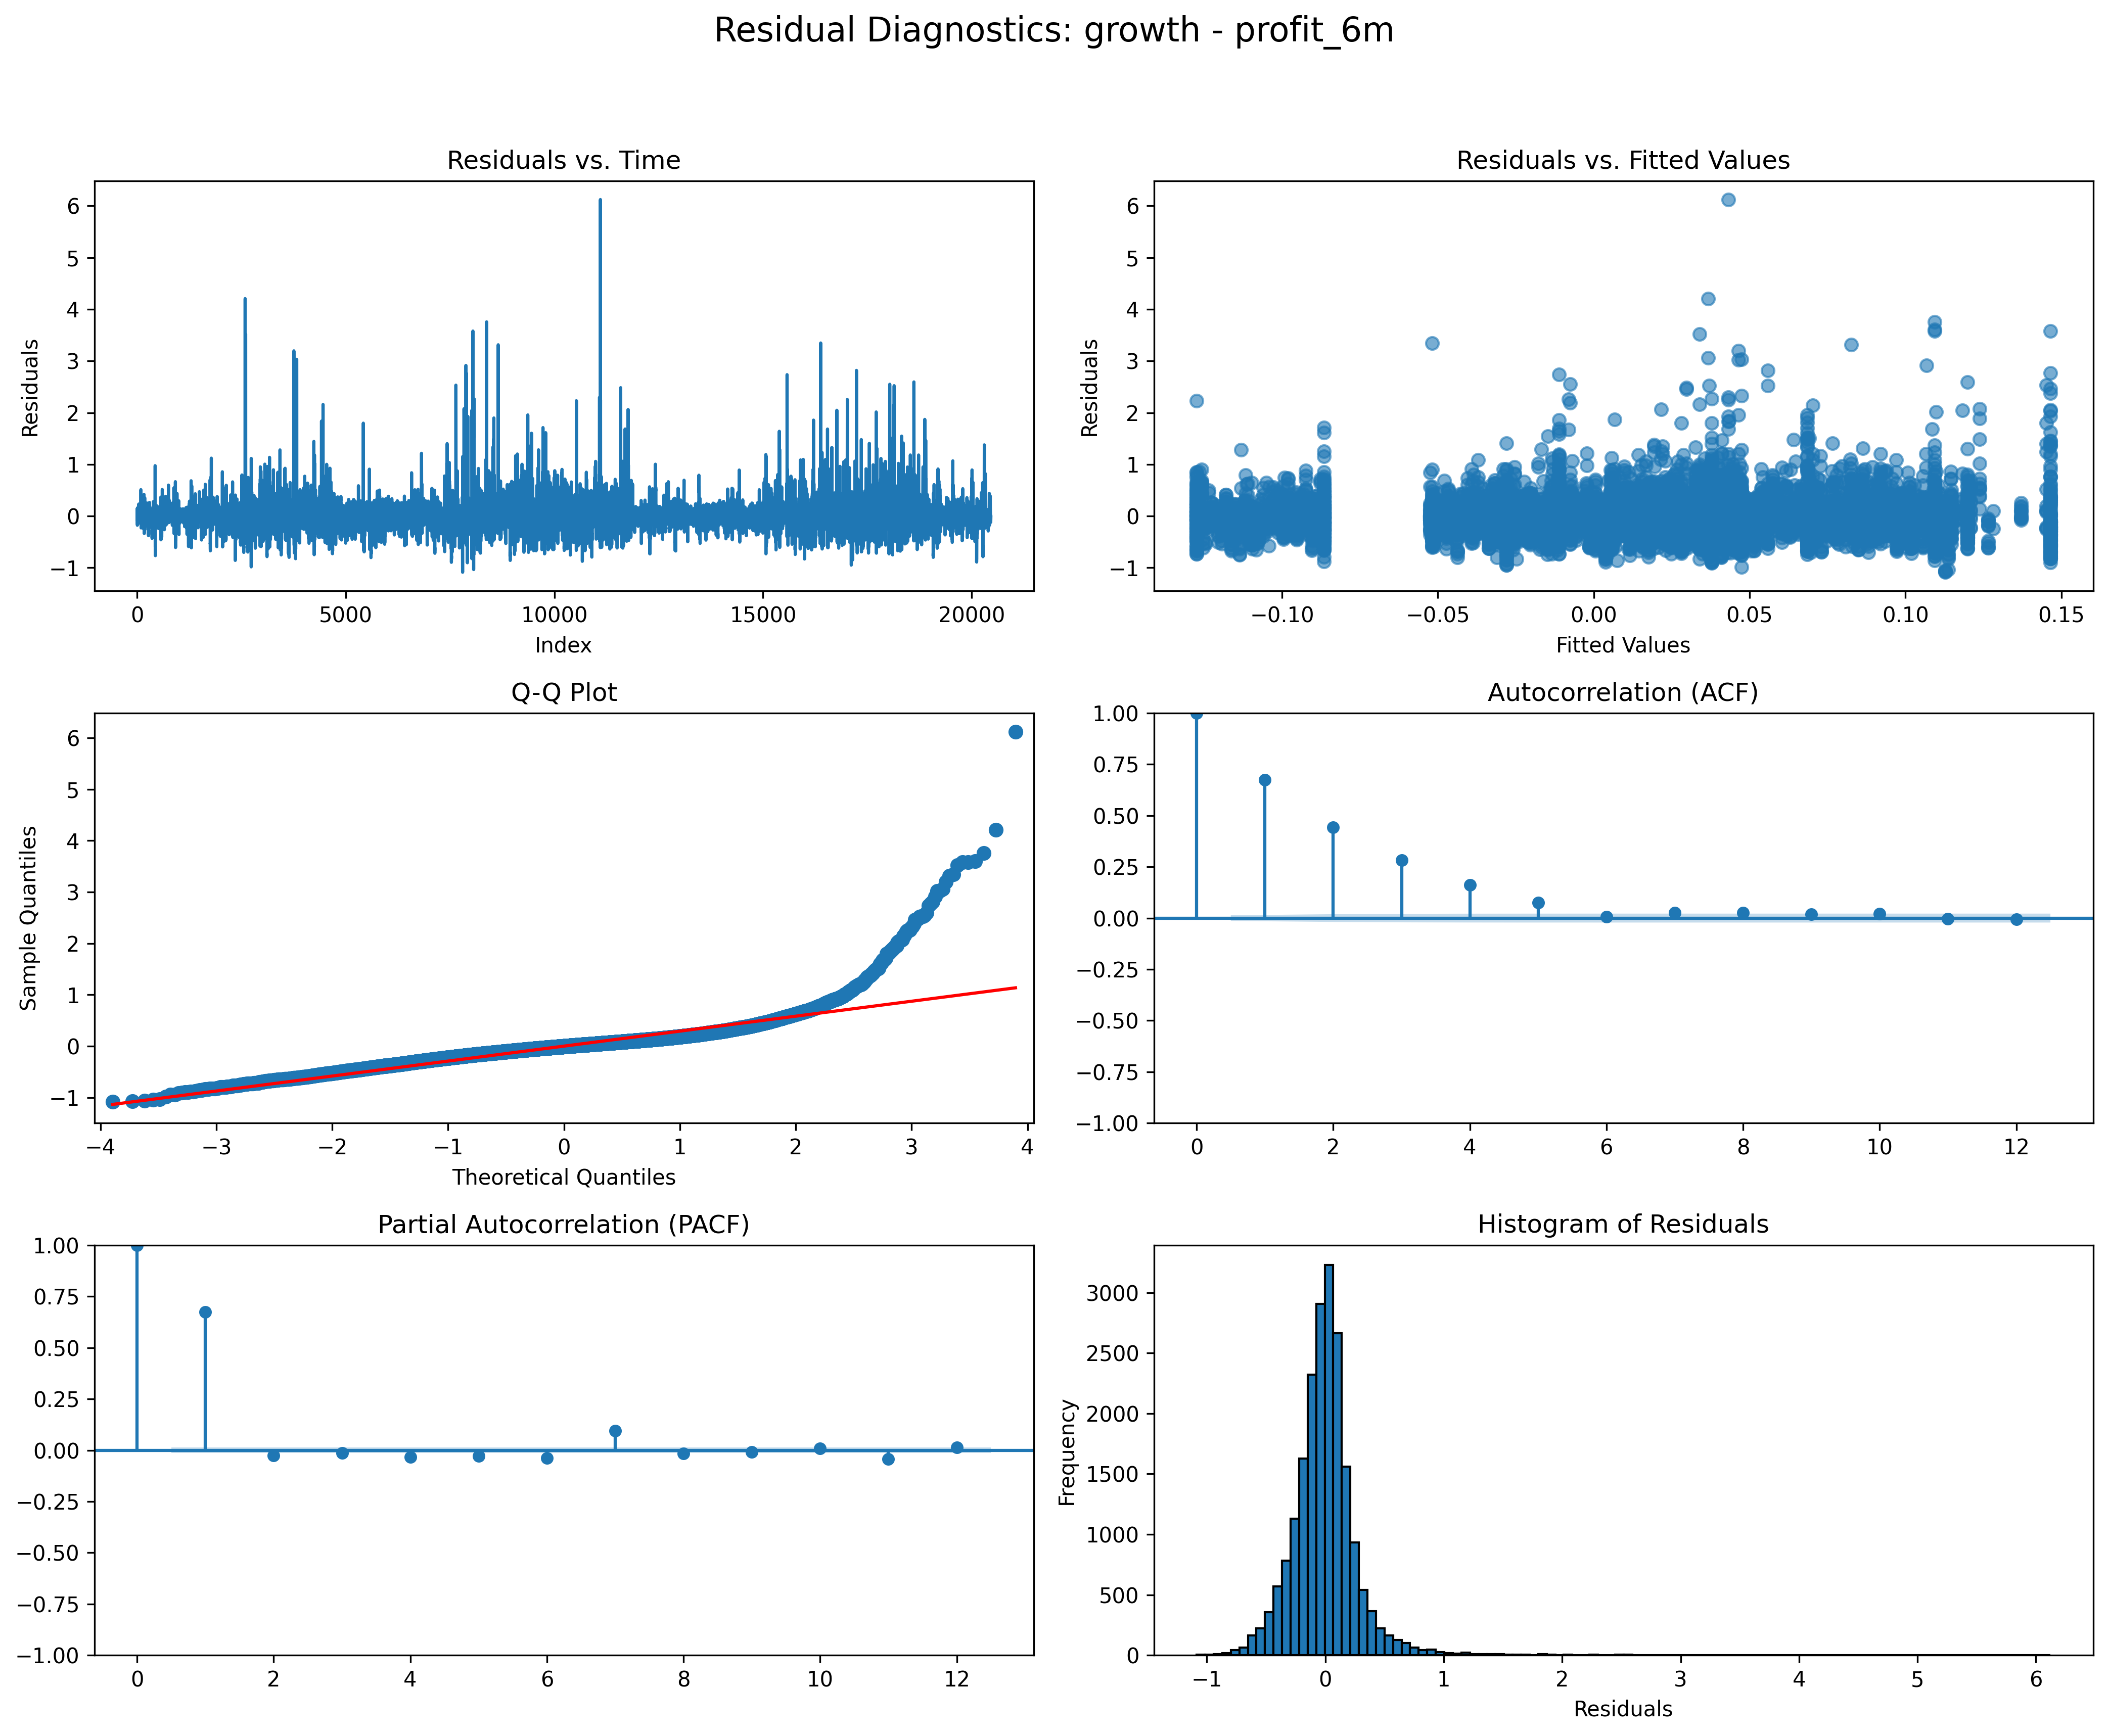 Residual Diagnostics: growth - profit_6m
Residuals vs. Time
Residuals
6
5
4
3
2
1
0
−1
0 5000 10000 15000 20000
Index
Residuals vs. Fitted Values
Residuals
6
5
4
3
2
1
0
−1
−0.10 −0.05 0.00 0.05 0.10 0.15
Fitted Values
Q-Q Plot
Sample Quantiles
6
5
4
3
2
1
0
−1
−4 −3 −2 −1 0 1 2 3 4
Theoretical Quantiles
Autocorrelation (ACF)
1.00
0.75
0.50
0.25
0.00
−0.25
−0.50
−0.75
−1.00
0 2 4 6 8 10 12
Partial Autocorrelation (PACF)
1.00
0.75
0.50
0.25
0.00
−0.25
−0.50
−0.75
−1.00
0 2 4 6 8 10 12
Histogram of Residuals
Frequency
3000
2500
2000
1500
1000
500
0
−1 0 1 2 3 4 5 6
Residuals